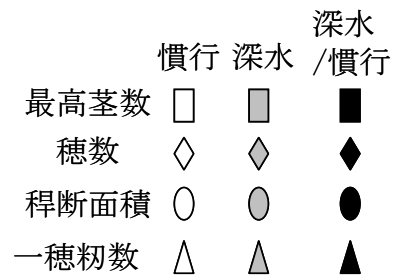 慣行 深水 深水
/慣行
最高茎数
穂数
稈断面積
一穂籾数